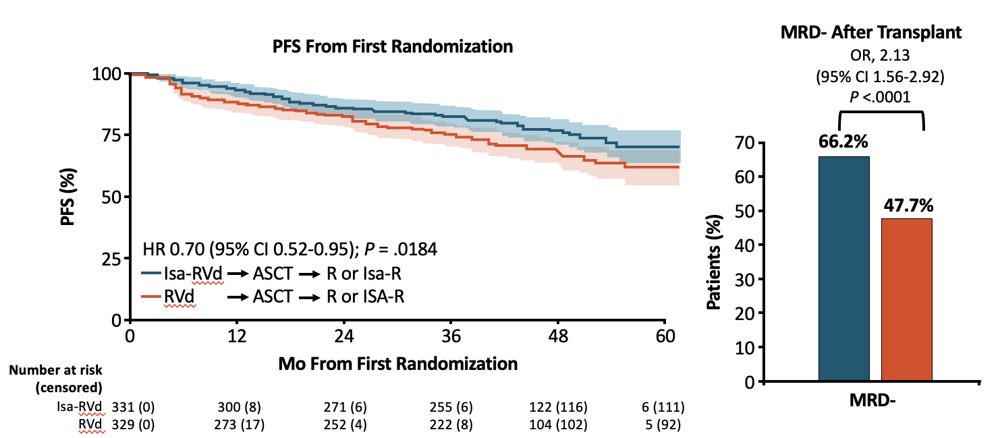 PFS From First Randomization
100
75
50
25
0
PFS (%)
HR 0.70 (95% CI 0.52-0.95); P = .0184
Isa-RVd → ASCT → R or Isa-R
RVd → ASCT → R or ISA-R
0 12 24 36 48 60
Mo From First Randomization
Number at risk
(censored)
Isa-RVd 331 (0) 300 (8) 271 (6) 255 (6) 122 (116) 6 (111)
RVd 329 (0) 273 (17) 252 (4) 222 (8) 104 (102) 5 (92)
MRD- After Transplant
OR, 2.13
(95% CI 1.56-2.92)
P <.0001
66.2%
47.7%
70
60
50
40
30
20
10
0
Patients (%)
MRD-